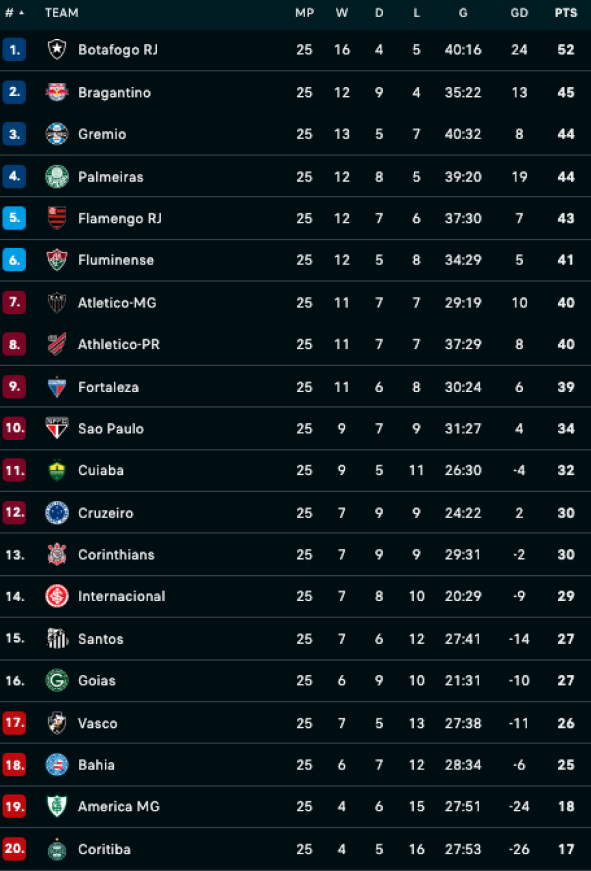 # TEAM MP W D L G GD PTS
1. Botafogo RJ 25 16 4 5 40:16 24 52
2. Bragantino 25 12 9 4 35:22 13 45
3. Gremio 25 13 5 7 40:32 8 44
4. Palmeiras 25 12 8 5 39:20 19 44
5. Flamengo RJ 25 12 7 6 37:30 7 43
6. Fluminense 25 12 5 8 34:29 5 41
7. Atletico-MG 25 11 7 7 29:19 10 40
8. Athletico-PR 25 11 7 7 37:29 8 40
9. Fortaleza 25 11 6 8 30:24 6 39
10. Sao Paulo 25 9 7 9 31:27 4 34
11. Cuiaba 25 9 5 11 26:30 -4 32
12. Cruzeiro 25 7 9 9 24:22 2 30
13. Corinthians 25 7 9 9 29:31 -2 30
14. Internacional 25 7 8 10 20:29 -9 29
15. Santos 25 7 6 12 27:41 -14 27
16. Goias 25 6 9 10 21:31 -10 27
17. Vasco 25 7 5 13 27:38 -11 26
18. Bahia 25 6 7 12 28:34 -6 25
19. America MG 25 4 6 15 27:51 -24 18
20. Coritiba 25 4 5 16 27:53 -26 17